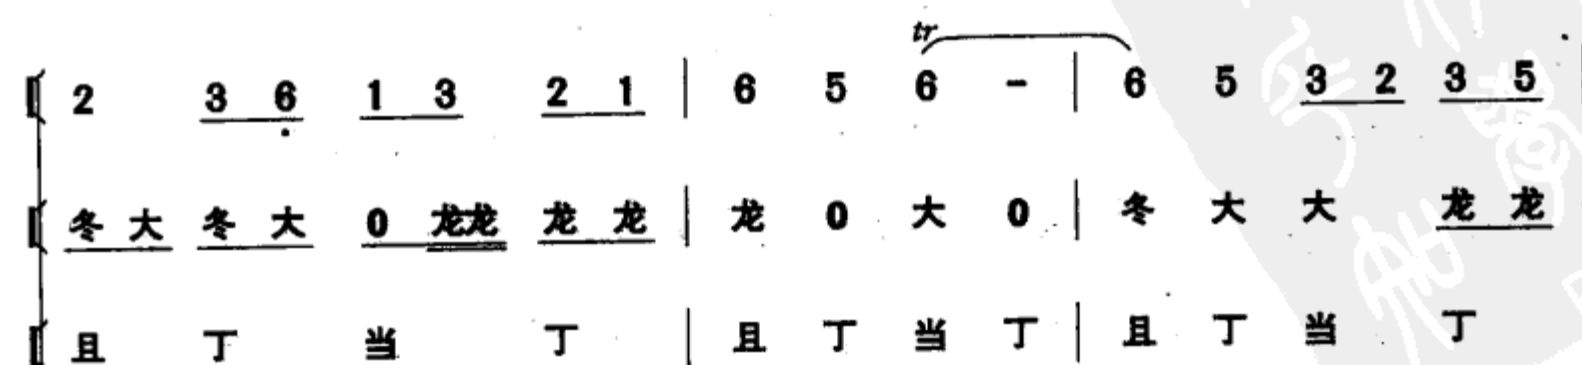 tr
2 3 6 1 3 2 1 | 6 5 6 - | 6 5 3 2 3 5
冬 大 冬 大 0 龙龙 龙 龙 | 龙 0 大 0 | 冬 大 大 龙 龙
且 丁 当 丁 | 且 丁 当 丁 | 且 丁 当 丁